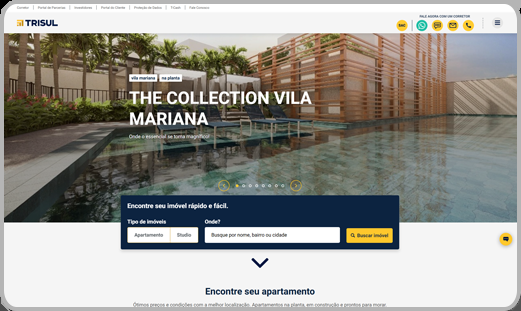 Corretor
Portal de Parcerias
Investidores
Portal do Cliente
Proteção de Dados
T-Cash
Fale Conosco
TRISUL
FALE AGORA COM UM CORRETOR
vila mariana
na planta
THE COLLECTION VILA
MARIANA
Onde o essencial se torna magnífico!
Encontre seu imóvel rápido e fácil.
Tipo de imóveis
Onde?
Apartamento
Studio
Busque por nome, bairro ou cidade
Buscar imóvel
Encontre seu apartamento
Ótimos preços e condições com a melhor localização. Apartamentos na planta, em construção e prontos para morar.